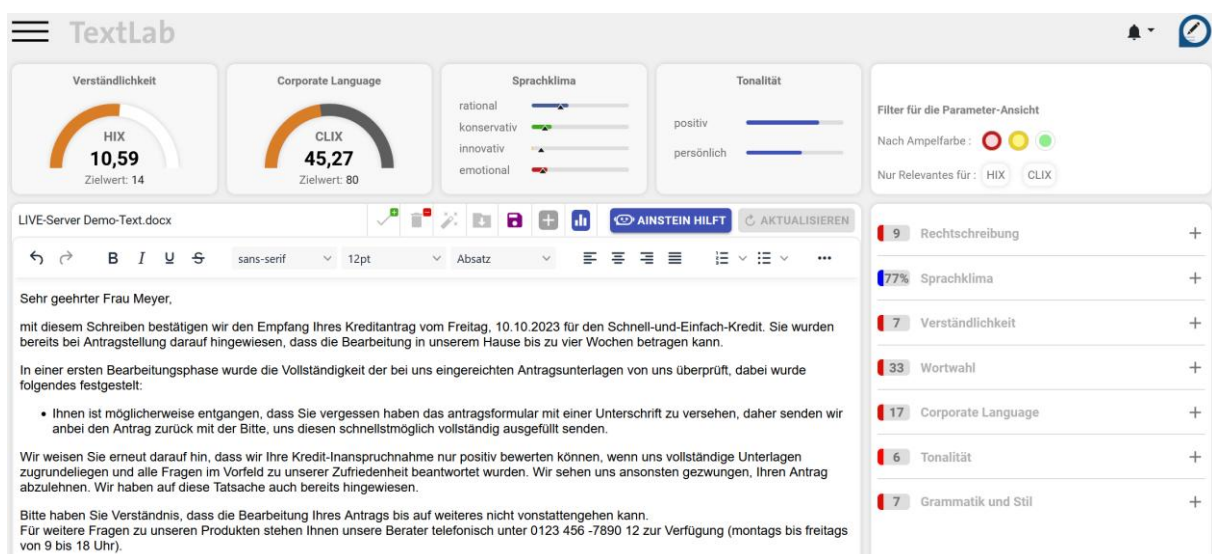 TextLab
Verständlichkeit
HIX
10,59
Zielwert: 14
Corporate Language
CLIX
45,27
Zielwert: 80
Sprachklima
rational
konservativ
innovativ
emotional
Tonalität
positiv
persönlich
Filter für die Parameter-Ansicht
Nach Ampelfarbe :
Nur Relevantes für : HIX CLIX
LIVE-Server Demo-Text.docx
AINSTEIN HILFT
AKTUALISIEREN
B I U S sans-serif 12pt Absatz
Sehr geehrter Frau Meyer,
mit diesem Schreiben bestätigen wir den Empfang Ihres Kreditantrag vom Freitag, 10.10.2023 für den Schnell-und-Einfach-Kredit. Sie wurden
bereits bei Antragstellung darauf hingewiesen, dass die Bearbeitung in unserem Hause bis zu vier Wochen betragen kann.
In einer ersten Bearbeitungsphase wurde die Vollständigkeit der bei uns eingereichten Antragsunterlagen von uns überprüft, dabei wurde
folgendes festgestelt:
• Ihnen ist möglicherweise entgangen, dass Sie vergessen haben das antragsformular mit einer Unterschrift zu versehen, daher senden wir
anbei den Antrag zurück mit der Bitte, uns diesen schnellstmöglich vollständig ausgefüllt senden.
Wir weisen Sie erneut darauf hin, dass wir Ihre Kredit-Inanspruchnahme nur positiv bewerten können, wenn uns vollständige Unterlagen
zugrundeliegen und alle Fragen im Vorfeld zu unserer Zufriedenheit beantwortet wurden. Wir sehen uns ansonsten gezwungen, Ihren Antrag
abzulehnen. Wir haben auf diese Tatsache auch bereits hingewiesen.
Bitte haben Sie Verständnis, dass die Bearbeitung Ihres Antrags bis auf weiteres nicht vonstattengehen kann.
Für weitere Fragen zu unseren Produkten stehen Ihnen unsere Berater telefonisch unter 0123 456 -7890 12 zur Verfügung (montags bis freitags
von 9 bis 18 Uhr).
9 Rechtschreibung +
77% Sprachklima +
7 Verständlichkeit +
33 Wortwahl +
17 Corporate Language +
6 Tonalität +
7 Grammatik und Stil +